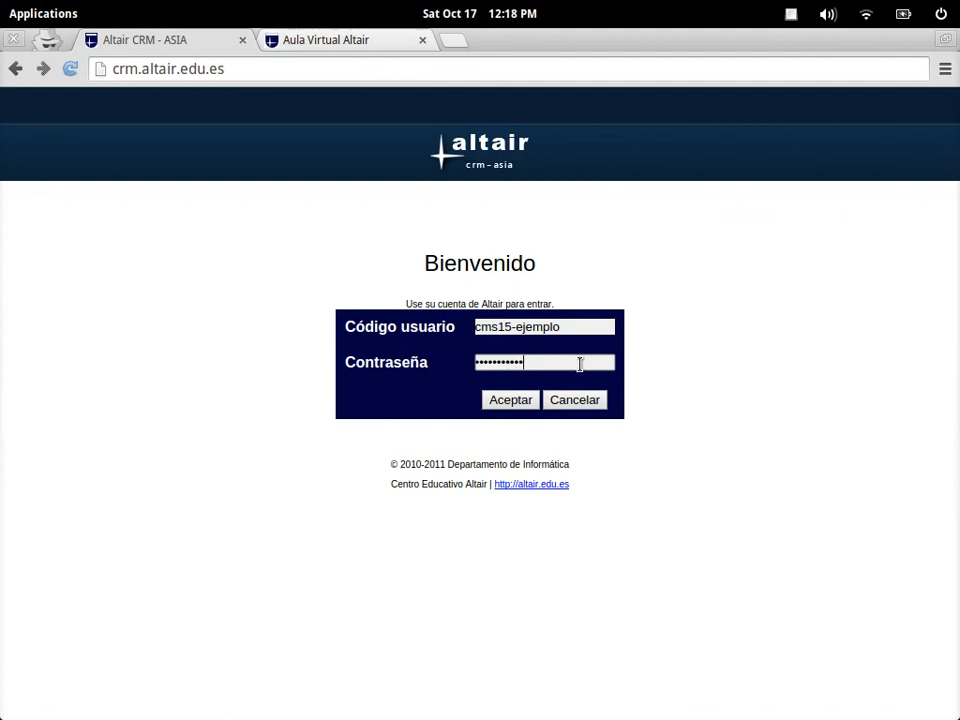 Applications
Sat Oct 17 12:18 PM
Altair CRM - ASIA
Aula Virtual Altair
crm.altair.edu.es
altair
crm-asia
Bienvenido
Use su cuenta de Altair para entrar.
Código usuario cms15-ejemplo
Contraseña •••••••••••
Aceptar Cancelar
© 2010-2011 Departamento de Informática
Centro Educativo Altair | http://altair.edu.es